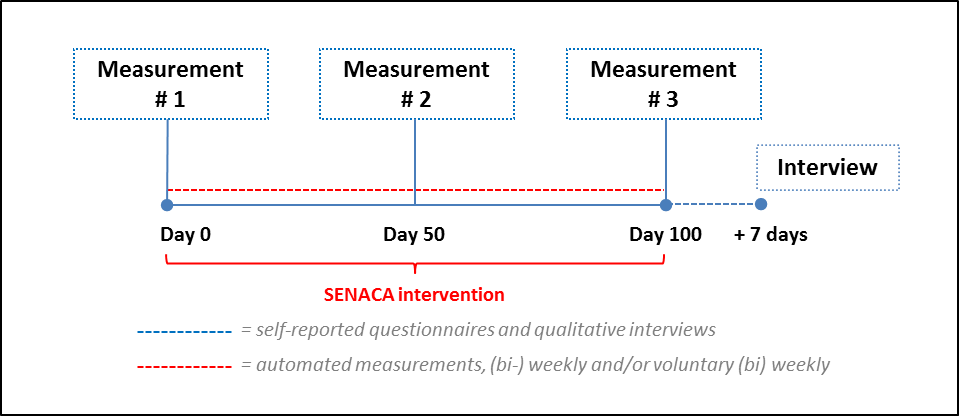 Measurement
# 1
Measurement
# 2
Measurement
# 3
Interview
Day 0
Day 50
Day 100
+ 7 days
SENACA intervention
= self-reported questionnaires and qualitative interviews
= automated measurements, (bi-) weekly and/or voluntary (bi) weekly